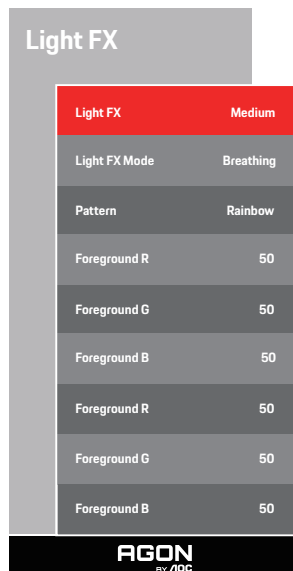 Light FX
Light FX Medium
Light FX Mode Breathing
Pattern Rainbow
Foreground R 50
Foreground G 50
Foreground B 50
Foreground R 50
Foreground G 50
Foreground B 50
AGON
BY AOC